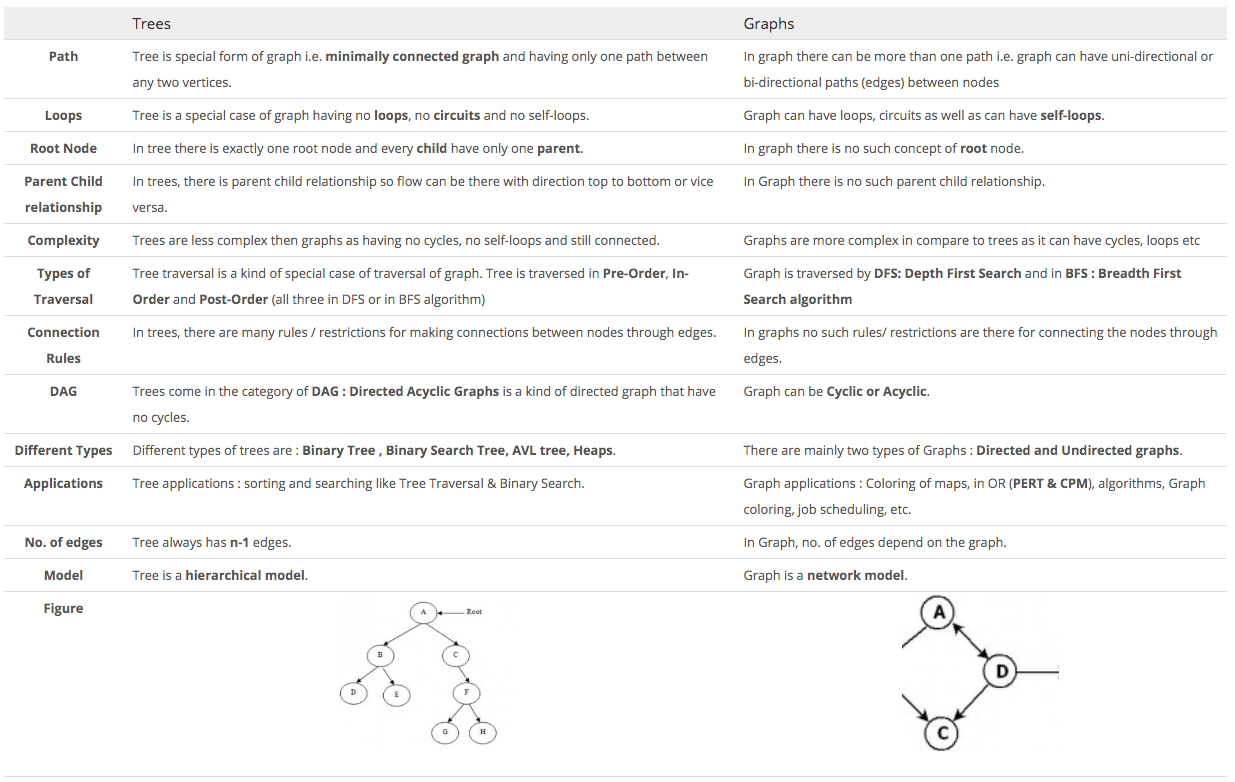 Trees Graphs
Path Tree is special form of graph i.e. minimally connected graph and having only one path between In graph there can be more than one path i.e. graph can have uni-directional or
any two vertices. bi-directional paths (edges) between nodes
Loops Tree is a special case of graph having no loops, no circuits and no self-loops. Graph can have loops, circuits as well as can have self-loops.
Root Node In tree there is exactly one root node and every child have only one parent. In graph there is no such concept of root node.
Parent Child In trees, there is parent child relationship so flow can be there with direction top to bottom or vice In Graph there is no such parent child relationship.
relationship versa.
Complexity Trees are less complex then graphs as having no cycles, no self-loops and still connected. Graphs are more complex in compare to trees as it can have cycles, loops etc
Types of Tree traversal is a kind of special case of traversal of graph. Tree is traversed in Pre-Order, In- Graph is traversed by DFS: Depth First Search and in BFS : Breadth First
Traversal Order and Post-Order (all three in DFS or in BFS algorithm) Search algorithm
Connection In trees, there are many rules / restrictions for making connections between nodes through edges. In graphs no such rules/ restrictions are there for connecting the nodes through
Rules edges.
DAG Trees come in the category of DAG : Directed Acyclic Graphs is a kind of directed graph that have Graph can be Cyclic or Acyclic.
no cycles.
Different Types Different types of trees are : Binary Tree , Binary Search Tree, AVL tree, Heaps. There are mainly two types of Graphs : Directed and Undirected graphs.
Applications Tree applications : sorting and searching like Tree Traversal & Binary Search. Graph applications : Coloring of maps, in OR (PERT & CPM), algorithms, Graph
coloring, job scheduling, etc.
No. of edges Tree always has n-1 edges. In Graph, no. of edges depend on the graph.
Model Tree is a hierarchical model. Graph is a network model.
Figure
A Root
B C
D E F
G H
A
D
C